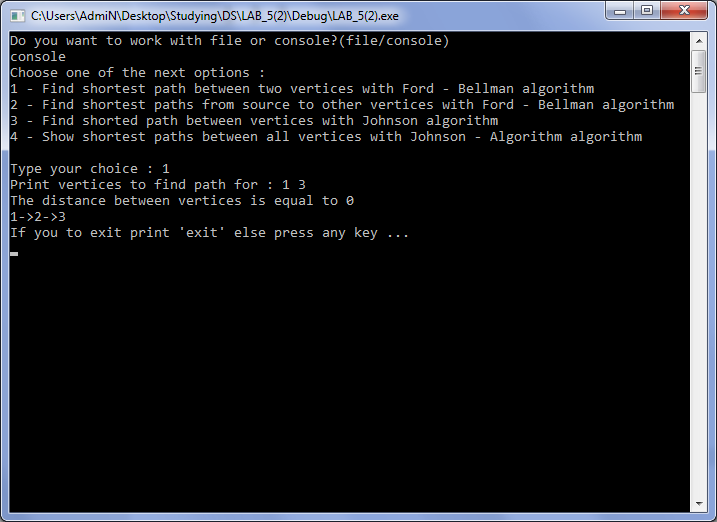 C:\Users\AdmiN\Desktop\Studying\DS\LAB_5(2)\Debug\LAB_5(2).exe
Do you want to work with file or console?(file/console)
console
Choose one of the next options :
1 - Find shortest path between two vertices with Ford - Bellman algorithm
2 - Find shortest paths from source to other vertices with Ford - Bellman algorithm
3 - Find shorted path between vertices with Johnson algorithm
4 - Show shortest paths between all vertices with Johnson - Algorithm algorithm
Type your choice : 1
Print vertices to find path for : 1 3
The distance between vertices is equal to 0
1->2->3
If you to exit print 'exit' else press any key ...